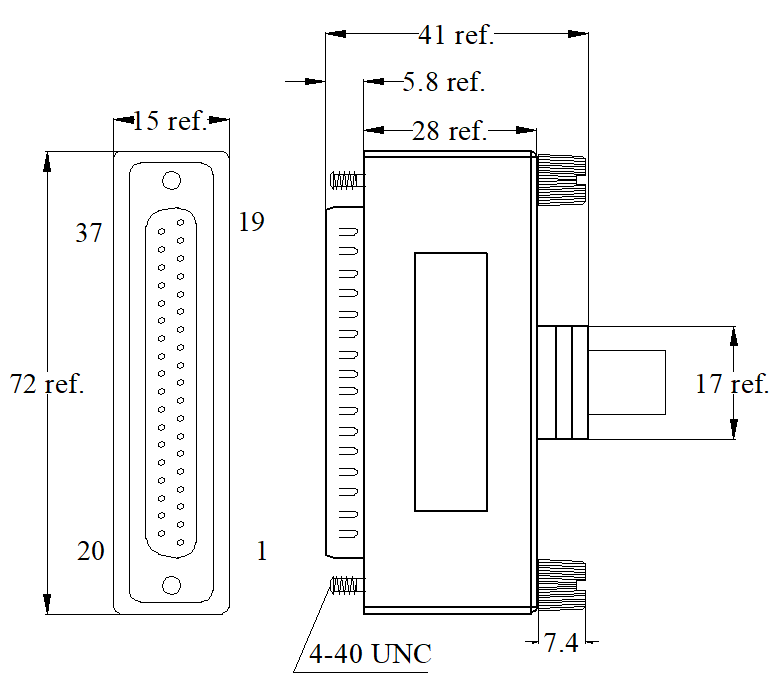 41 ref.
5.8 ref.
15 ref.
28 ref.
37
19
72 ref.
17 ref.
20
1
7.4
4-40 UNC